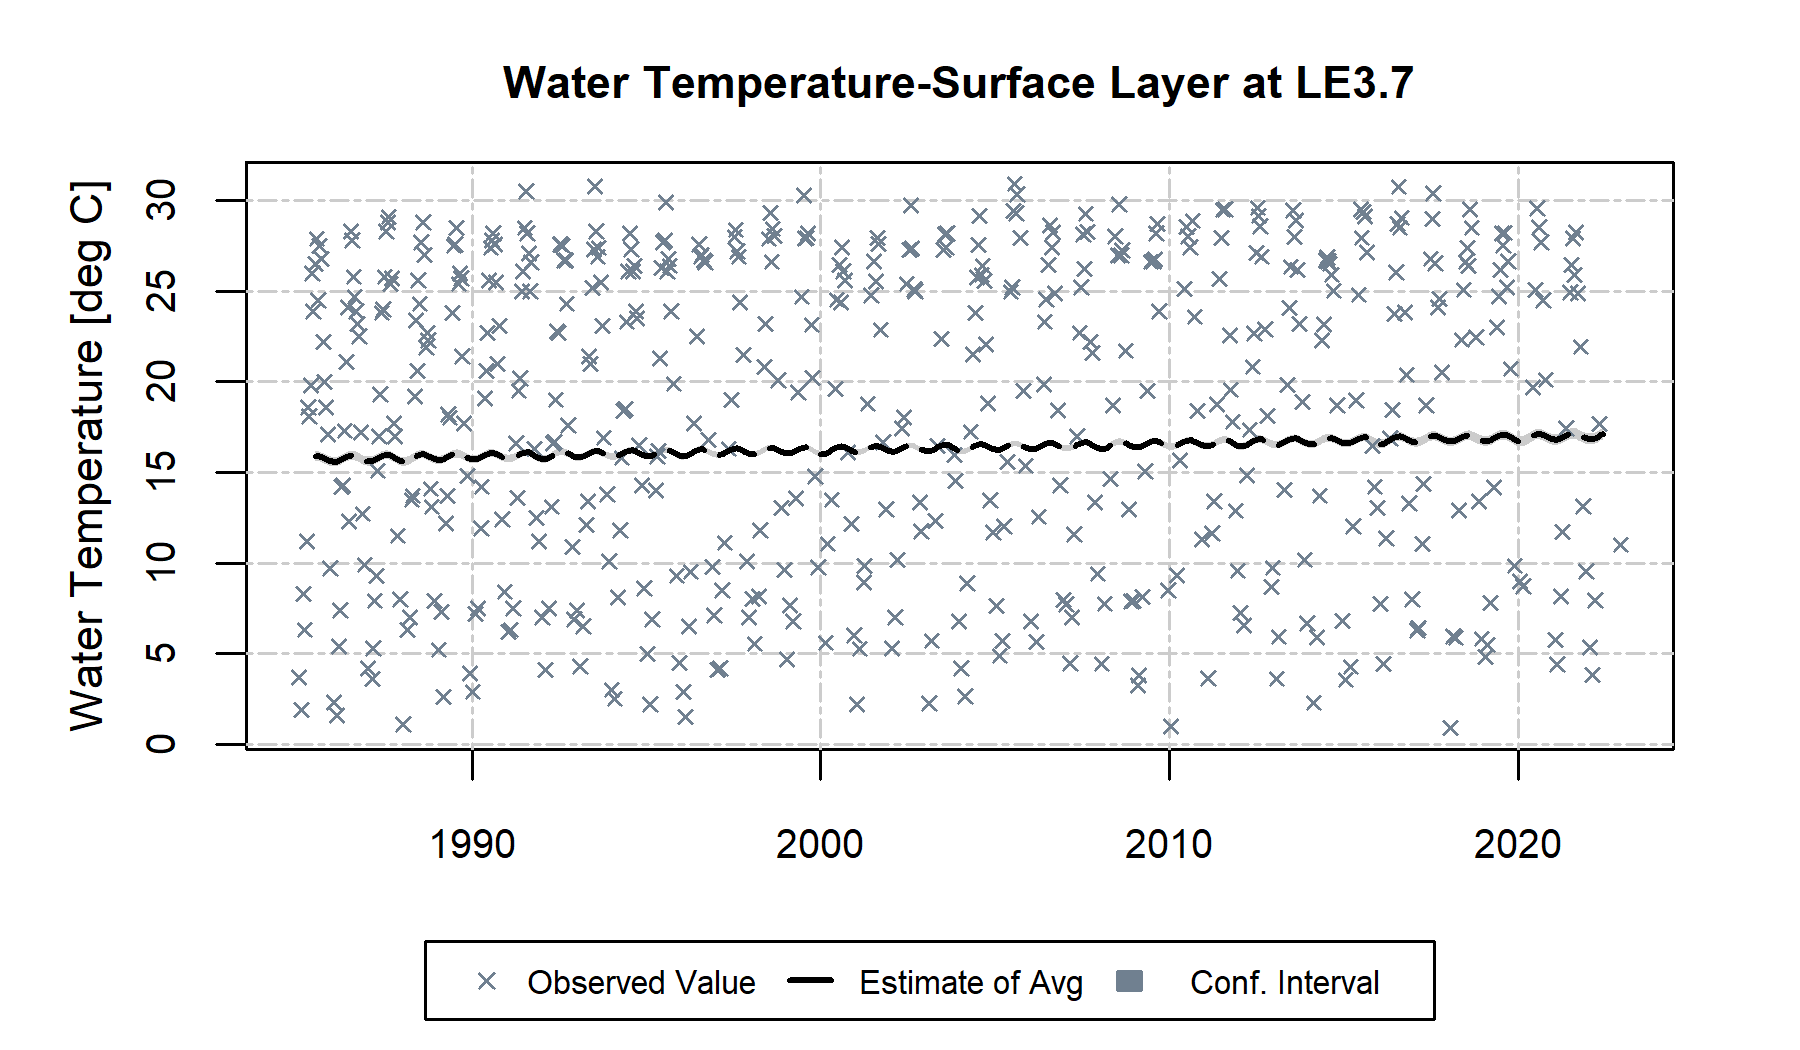 Water Temperature-Surface Layer at LE3.7
Water Temperature [deg C]
30
25
20
15
10
5
0
1990 2000 2010 2020
Observed Value Estimate of Avg Conf. Interval